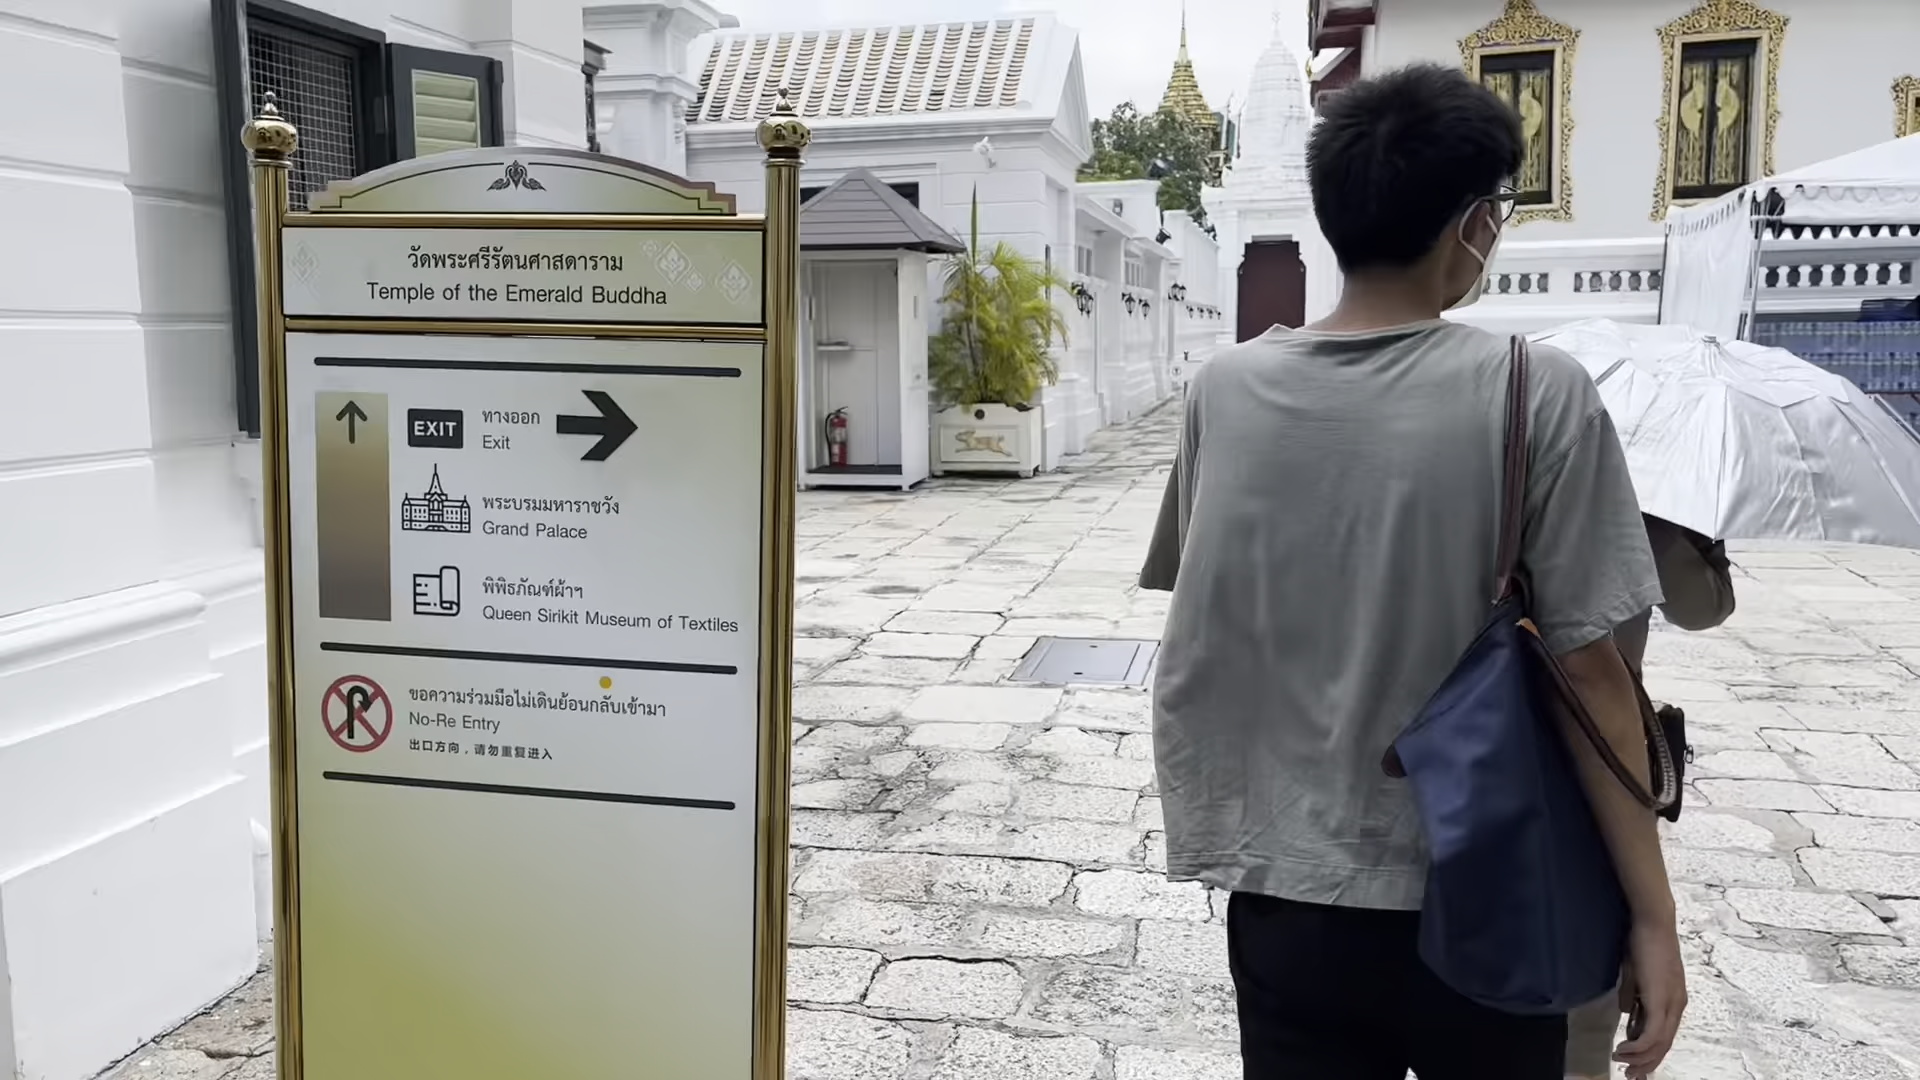 วัดพระศรีรัตนศาสดาราม
Temple of the Emerald Buddha
EXIT
ทางออก
Exit
พระบรมมหาราชวัง
Grand Palace
พิพิธภัณฑ์ผ้าฯ
Queen Sirikit Museum of Textiles
ขอความร่วมมือไม่เดินย้อนกลับเข้ามา
No-Re Entry
出口方向，请勿重复进入